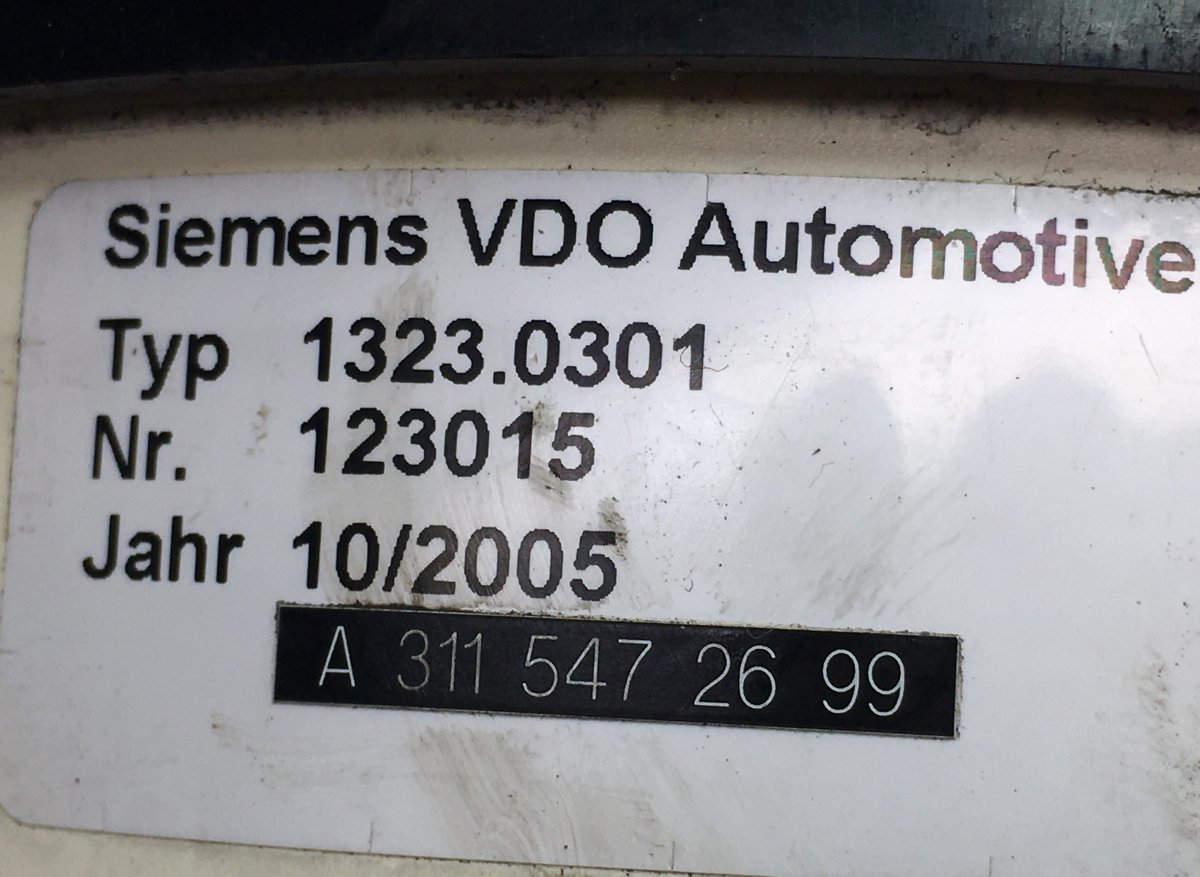 Siemens VDO Automotive
Typ 1323.0301
Nr. 123015
Jahr 10/2005
A 311 547 26 99